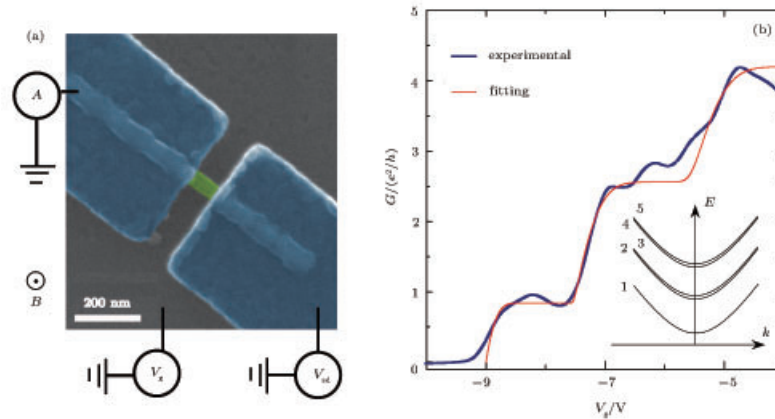 (a)
A
B
200 nm
V_g
V_sd
(b)
experimental
fitting
G/(e²/h)
5
4
3
2
1
0
E
5
4
3
2
1
k
−9
−7
−5
V_g/V